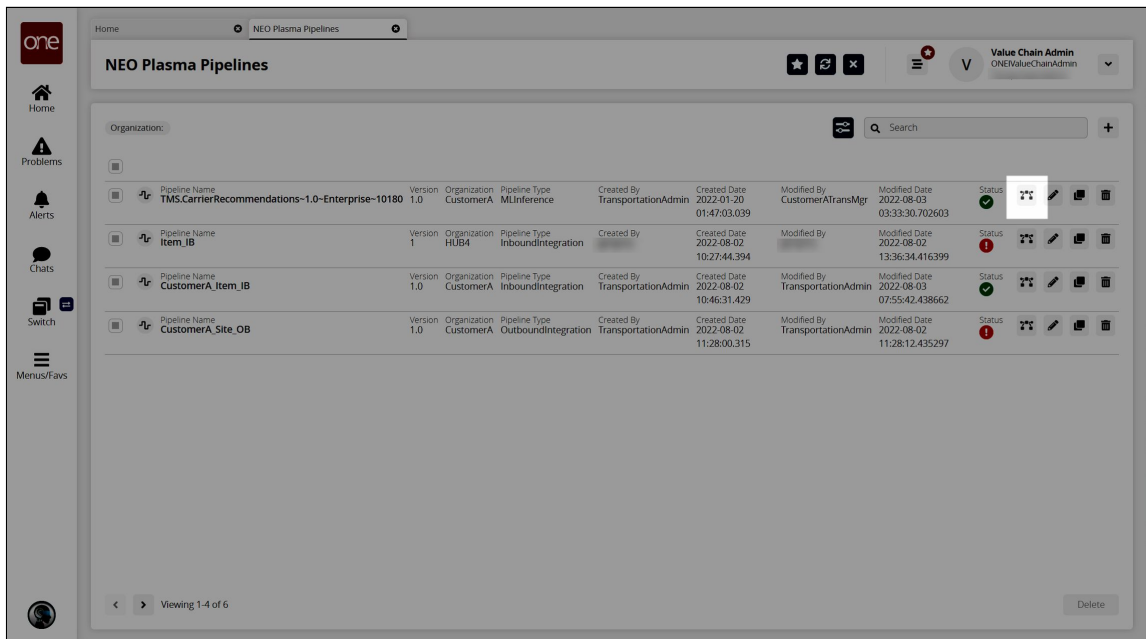 one
Home
NEO Plasma Pipelines
NEO Plasma Pipelines
V
Value Chain Admin
ONEIValueChainAdmin
Home
Problems
Alerts
Chats
Switch
Menus/Favs
Organization:
Search
Pipeline Name Version Organization Pipeline Type Created By Created Date Modified By Modified Date Status
TMS.CarrierRecommendations~1.0~Enterprise~10180 1.0 CustomerA MLInference TransportationAdmin 2022-01-20 CustomerATransMgr 2022-08-03
01:47:03.039 03:33:30.702603
Pipeline Name Version Organization Pipeline Type Created By Created Date Modified By Modified Date Status
Item_IB 1 HUB4 InboundIntegration 2022-08-02 2022-08-02
10:27:44.394 13:36:34.416399
Pipeline Name Version Organization Pipeline Type Created By Created Date Modified By Modified Date Status
CustomerA_Item_IB 1.0 CustomerA InboundIntegration TransportationAdmin 2022-08-02 TransportationAdmin 2022-08-03
10:46:31.429 07:55:42.438662
Pipeline Name Version Organization Pipeline Type Created By Created Date Modified By Modified Date Status
CustomerA_Site_OB 1.0 CustomerA OutboundIntegration TransportationAdmin 2022-08-02 TransportationAdmin 2022-08-02
11:28:00.315 11:28:12.435297
Viewing 1-4 of 6
Delete